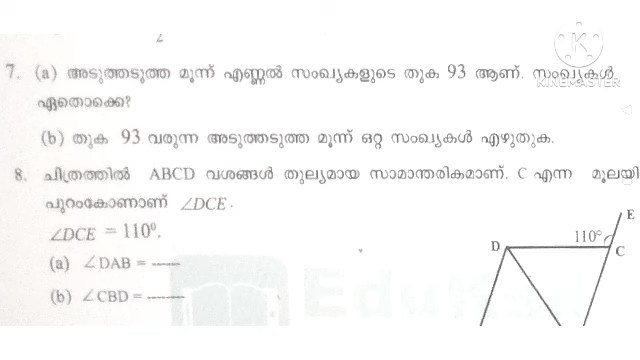 7. (a) അടുത്തടുത്ത മൂന്ന് എണ്ണൽ സംഖ്യകളുടെ തുക 93 ആണ്. സംഖ്യകൾ
ഏതൊക്കെ?
(b) തുക 93 വരുന്ന അടുത്തടുത്ത മൂന്ന് ഒറ്റ സംഖ്യകൾ എഴുതുക.
8. ചിത്രത്തിൽ ABCD വശങ്ങൾ തുല്യമായ സാമാന്തരികമാണ്. C എന്ന മൂലയി
പുറംകോണാണ് ∠DCE.
∠DCE = 110⁰.
(a) ∠DAB = -----
(b) ∠CBD = -------
E
110°
D
C
K
KINEMASTER